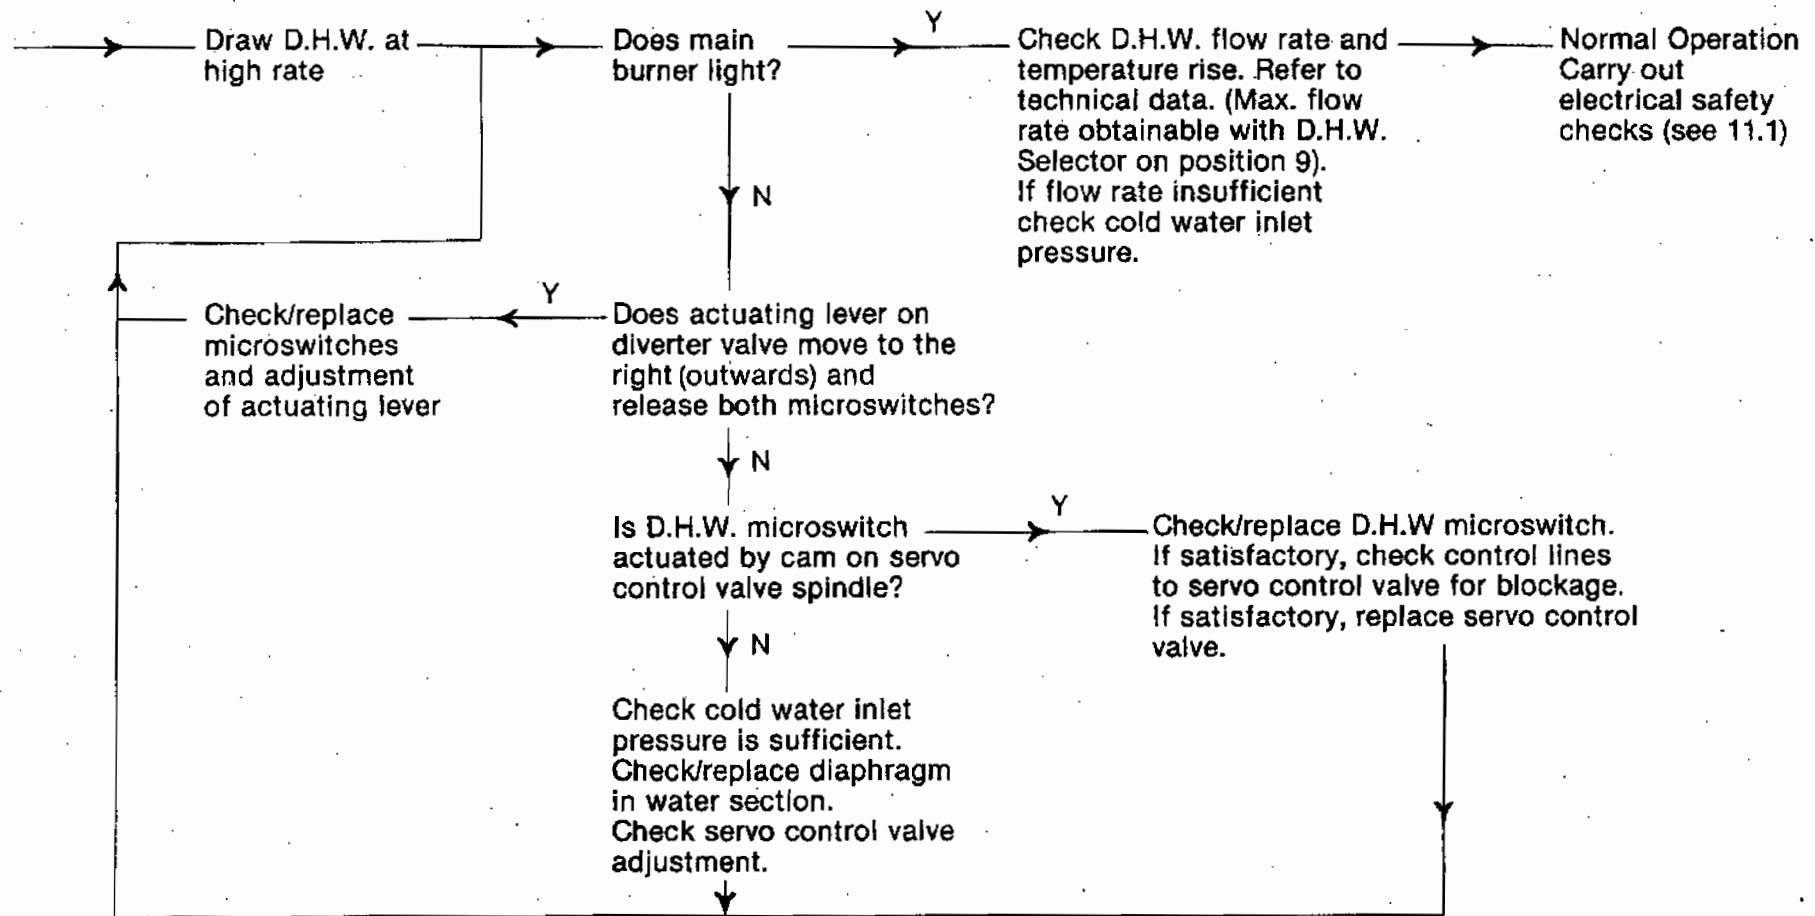 Draw D.H.W. at
high rate
Does main
burner light?
Y
Check D.H.W. flow rate and
temperature rise. Refer to
technical data. (Max. flow
rate obtainable with D.H.W.
Selector on position 9).
If flow rate insufficient
check cold water inlet
pressure.
Normal Operation
Carry out
electrical safety
checks (see 11.1)
N
Check/replace
microswitches
and adjustment
of actuating lever
Y
Does actuating lever on
diverter valve move to the
right (outwards) and
release both microswitches?
N
Is D.H.W. microswitch
actuated by cam on servo
control valve spindle?
Y
Check/replace D.H.W microswitch.
If satisfactory, check control lines
to servo control valve for blockage.
If satisfactory, replace servo control
valve.
N
Check cold water inlet
pressure is sufficient.
Check/replace diaphragm
in water section.
Check servo control valve
adjustment.